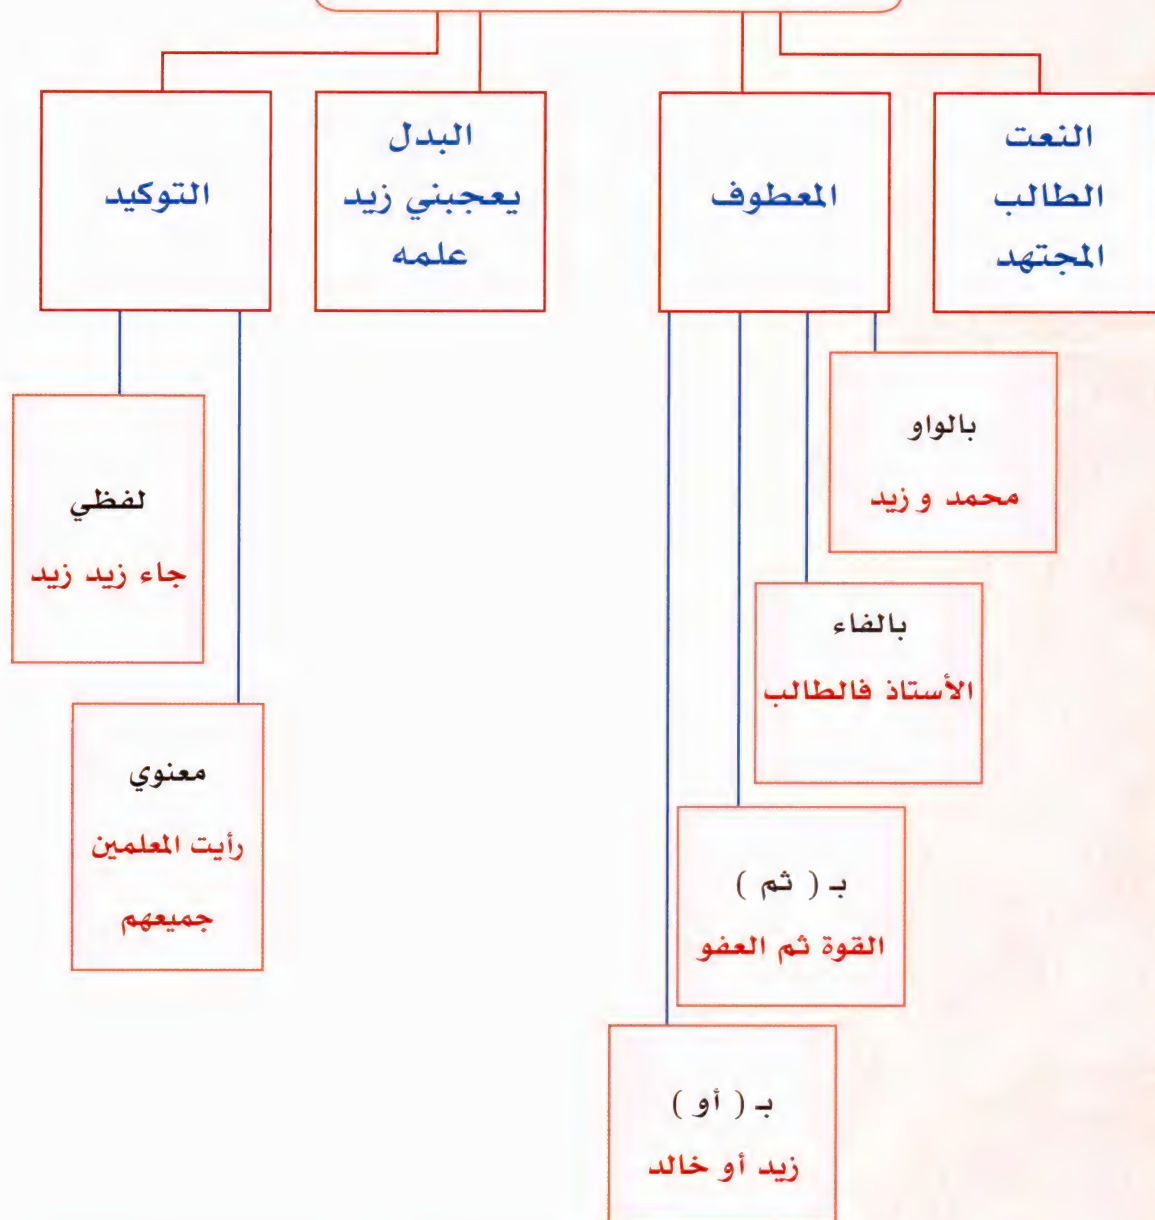 النعت
الطالب
المجتهد
المعطوف
البدل
يعجبني زيد
علمه
التوكيد
بالواو
محمد و زيد
بالفاء
الأستاذ فالطالب
بـ ( ثم )
القوة ثم العفو
بـ ( أو )
زيد أو خالد
لفظي
جاء زيد زيد
معنوي
رأيت المعلمين
جميعهم